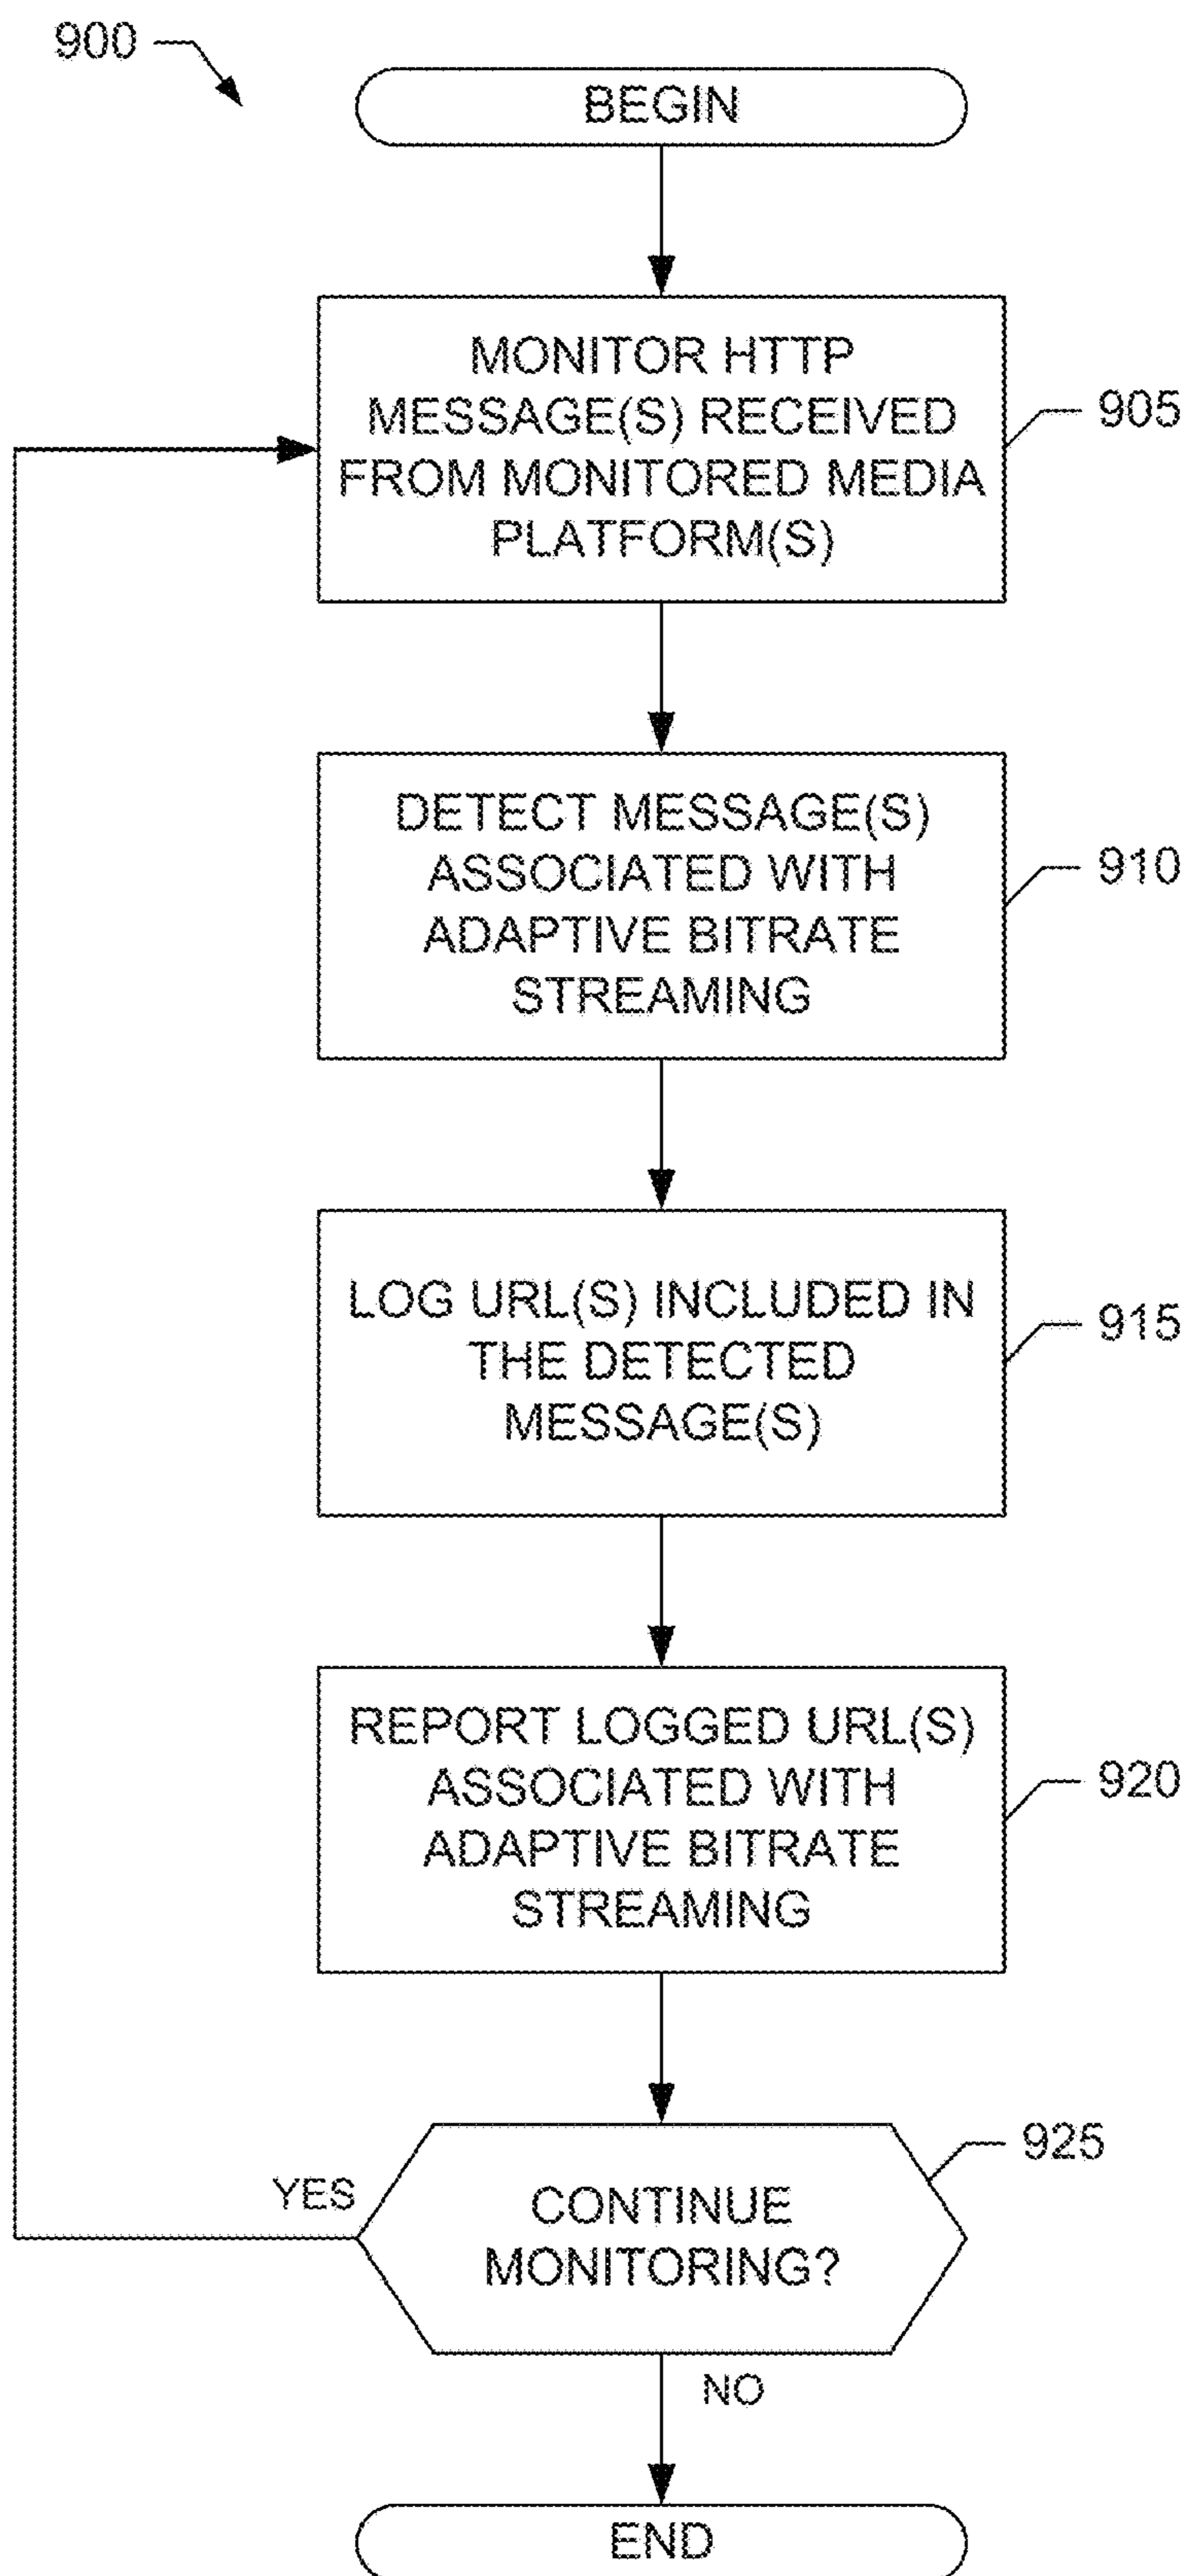 900
BEGIN
MONITOR HTTP
MESSAGE(S) RECEIVED
FROM MONITORED MEDIA
PLATFORM(S)
905
DETECT MESSAGE(S)
ASSOCIATED WITH
ADAPTIVE BITRATE
STREAMING
910
LOG URL(S) INCLUDED IN
THE DETECTED
MESSAGE(S)
915
REPORT LOGGED URL(S)
ASSOCIATED WITH
ADAPTIVE BITRATE
STREAMING
920
925
YES
CONTINUE
MONITORING?
NO
END